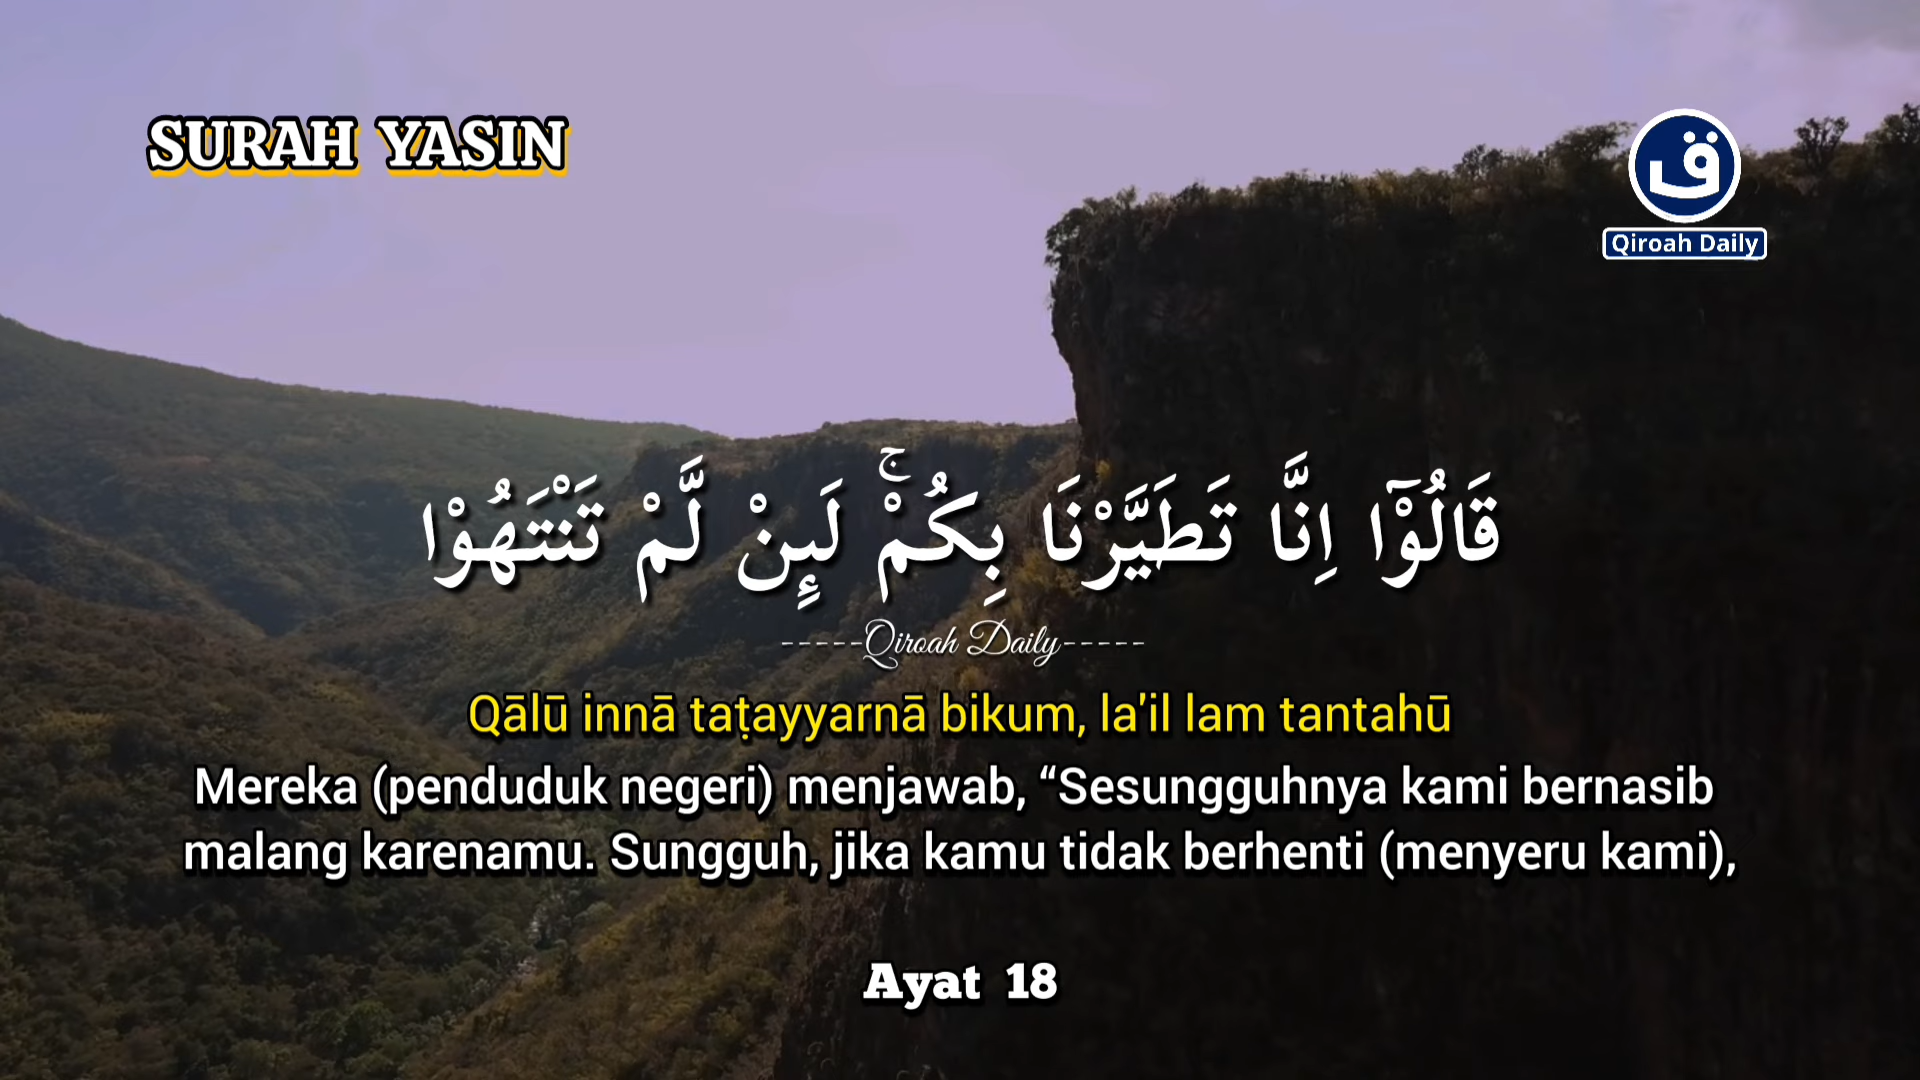 SURAH YASIN
ق
Qiroah Daily
قَالُوْٓا اِنَّا تَطَيَّرْنَا بِكُمْۚ لَىِٕنْ لَّمْ تَنْتَهُوْا
-----Qiroah Daily-----
Qālū innā taṭayyarnā bikum, la'il lam tantahū
Mereka (penduduk negeri) menjawab, “Sesungguhnya kami bernasib
malang karenamu. Sungguh, jika kamu tidak berhenti (menyeru kami),
Ayat 18